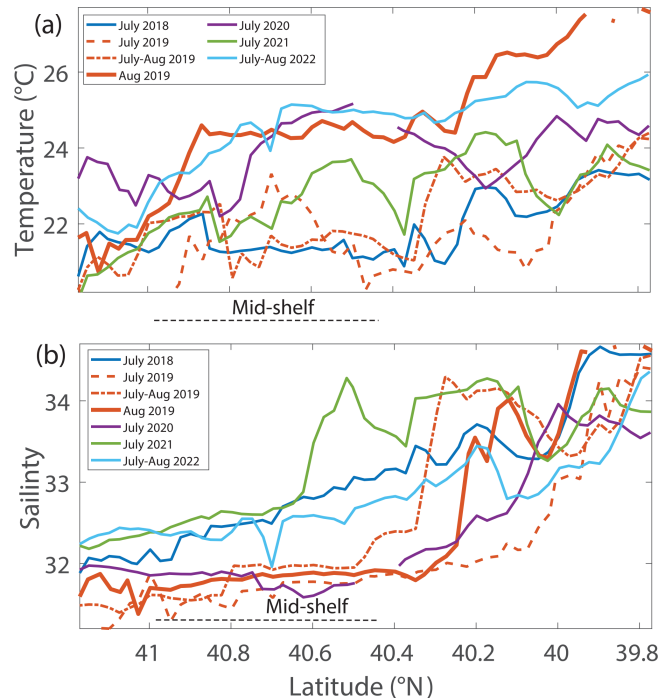 (a)
July 2018
July 2019
July-Aug 2019
Aug 2019
July 2020
July 2021
July-Aug 2022
26
24
22
Temperature (°C)
Mid-shelf
(b)
July 2018
July 2019
July-Aug 2019
Aug 2019
July 2020
July 2021
July-Aug 2022
34
33
32
Sailinty
Mid-shelf
41 40.8 40.6 40.4 40.2 40 39.8
Latitude (°N)